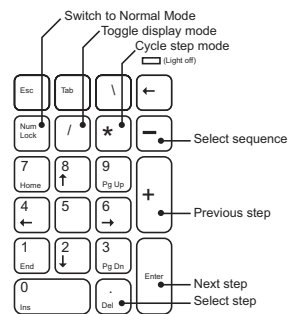 Switch to Normal Mode
Toggle display mode
Cycle step mode
(Light off)
Esc Tab \ ←
Num Lock / * − Select sequence
7 Home 8 ↑ 9 Pg Up
+ Previous step
4 ← 5 6 →
1 End 2 ↓ 3 Pg Dn
Enter Next step
0 Ins . Del Select step